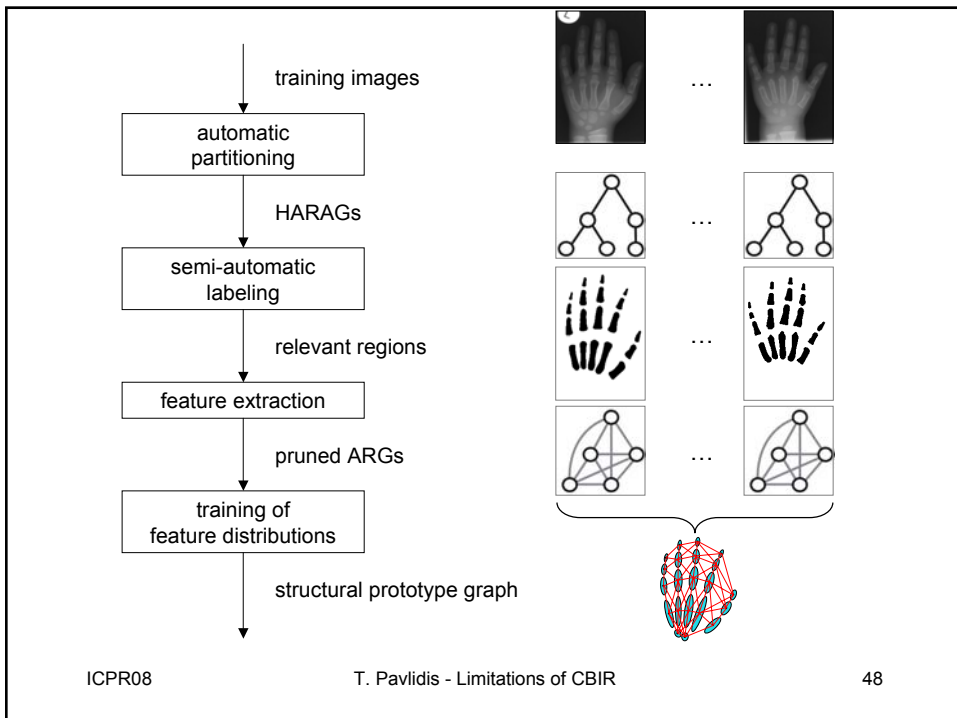 training images
automatic
partitioning
HARAGs
semi-automatic
labeling
relevant regions
feature extraction
pruned ARGs
training of
feature distributions
structural prototype graph
L
...
...
...
...
ICPR08
T. Pavlidis - Limitations of CBIR
48